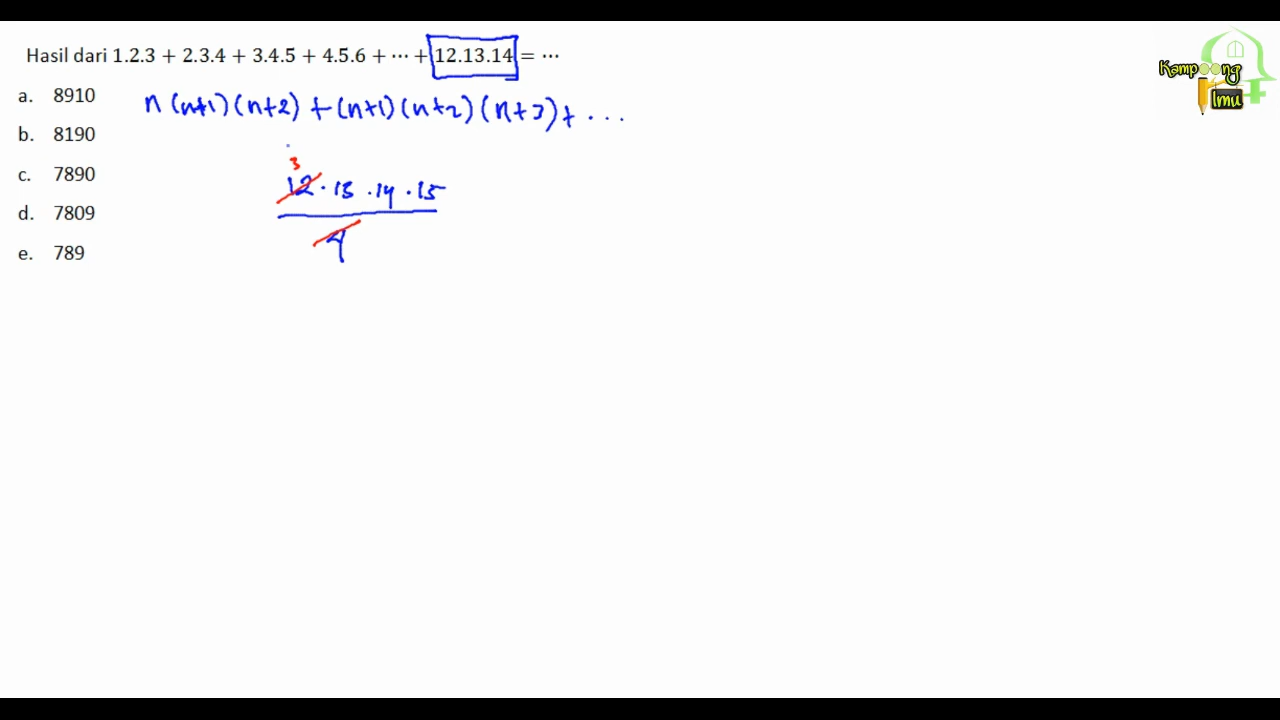 Hasil dari 1.2.3 + 2.3.4 + 3.4.5 + 4.5.6 + ⋯ + 12.13.14 = ⋯
a. 8910
b. 8190
c. 7890
d. 7809
e. 789
n(n+1)(n+2) + (n+1)(n+2)(n+3) + ...
3
12 · 13 · 14 · 15
4
Kampoong
Ilmu